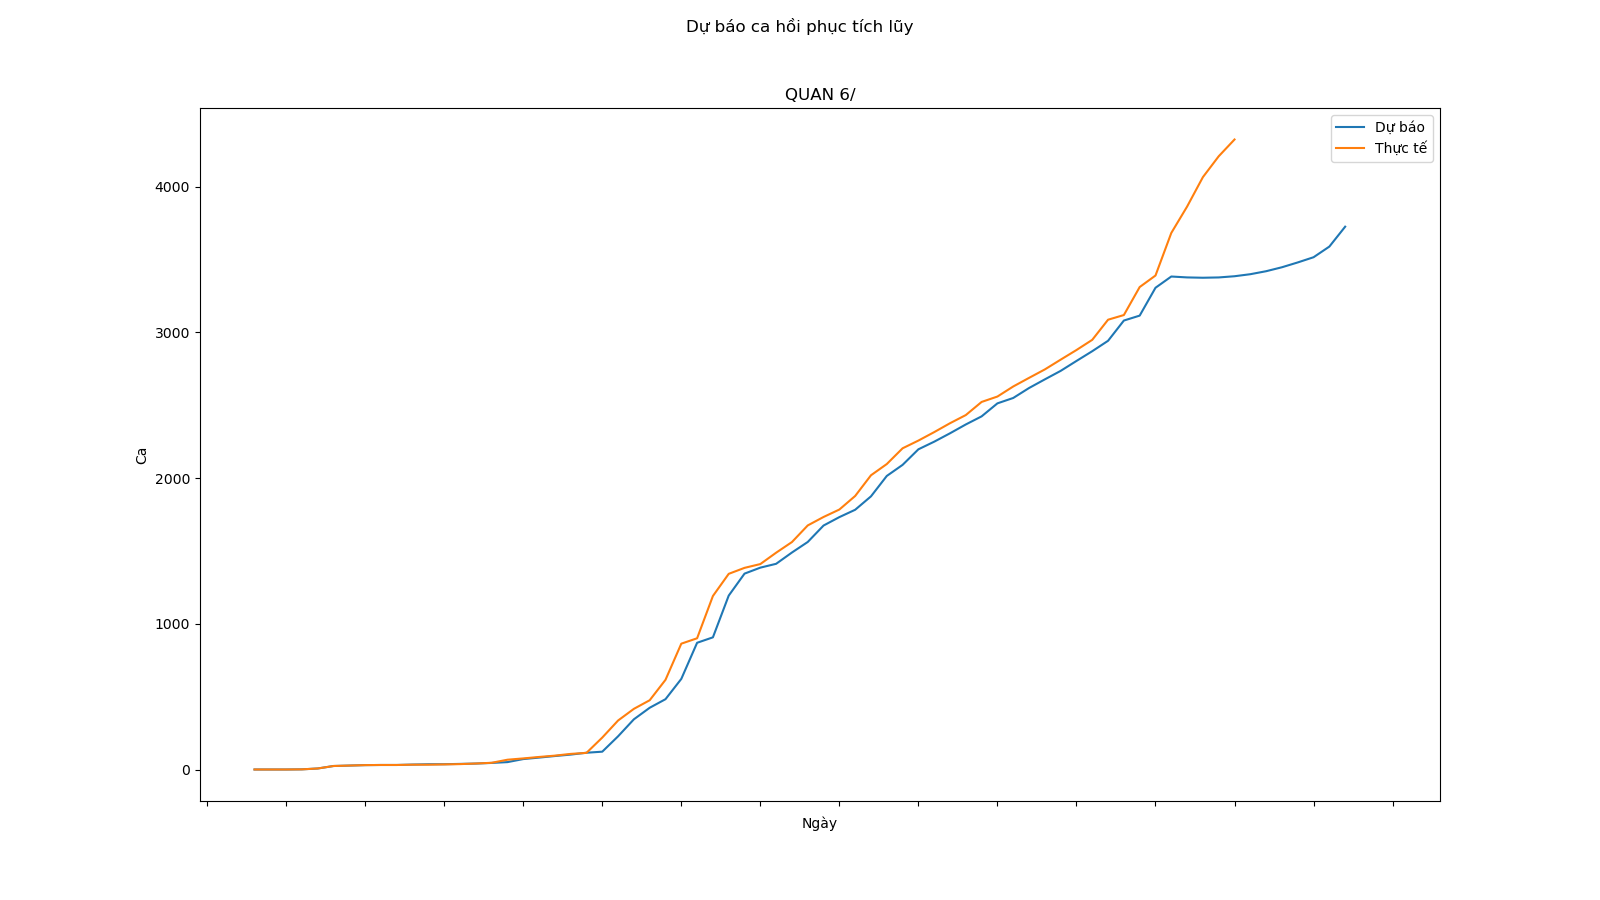 Dự báo ca hồi phục tích lũy
QUAN 6/
Dự báo
Thực tế
4000
3000
2000
1000
0
Ca
Ngày